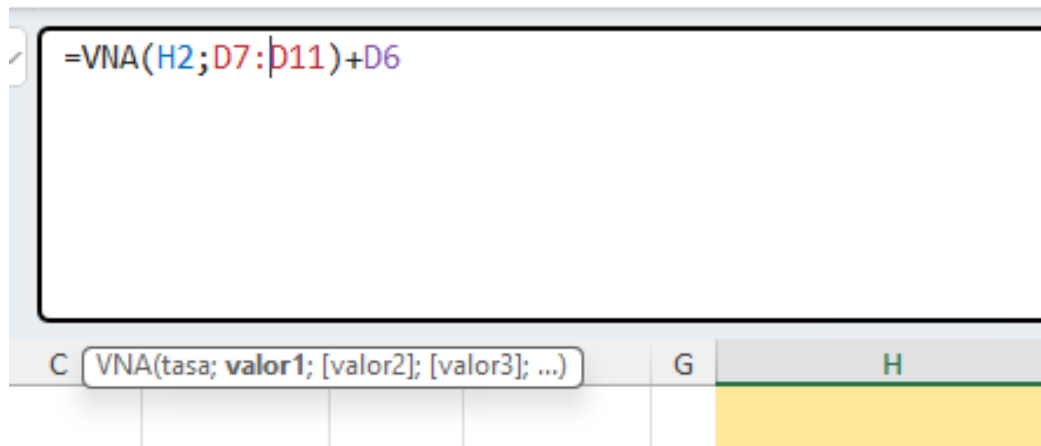 =VNA(H2;D7:D11)+D6
C VNA(tasa; valor1; [valor2]; [valor3]; ...) G H